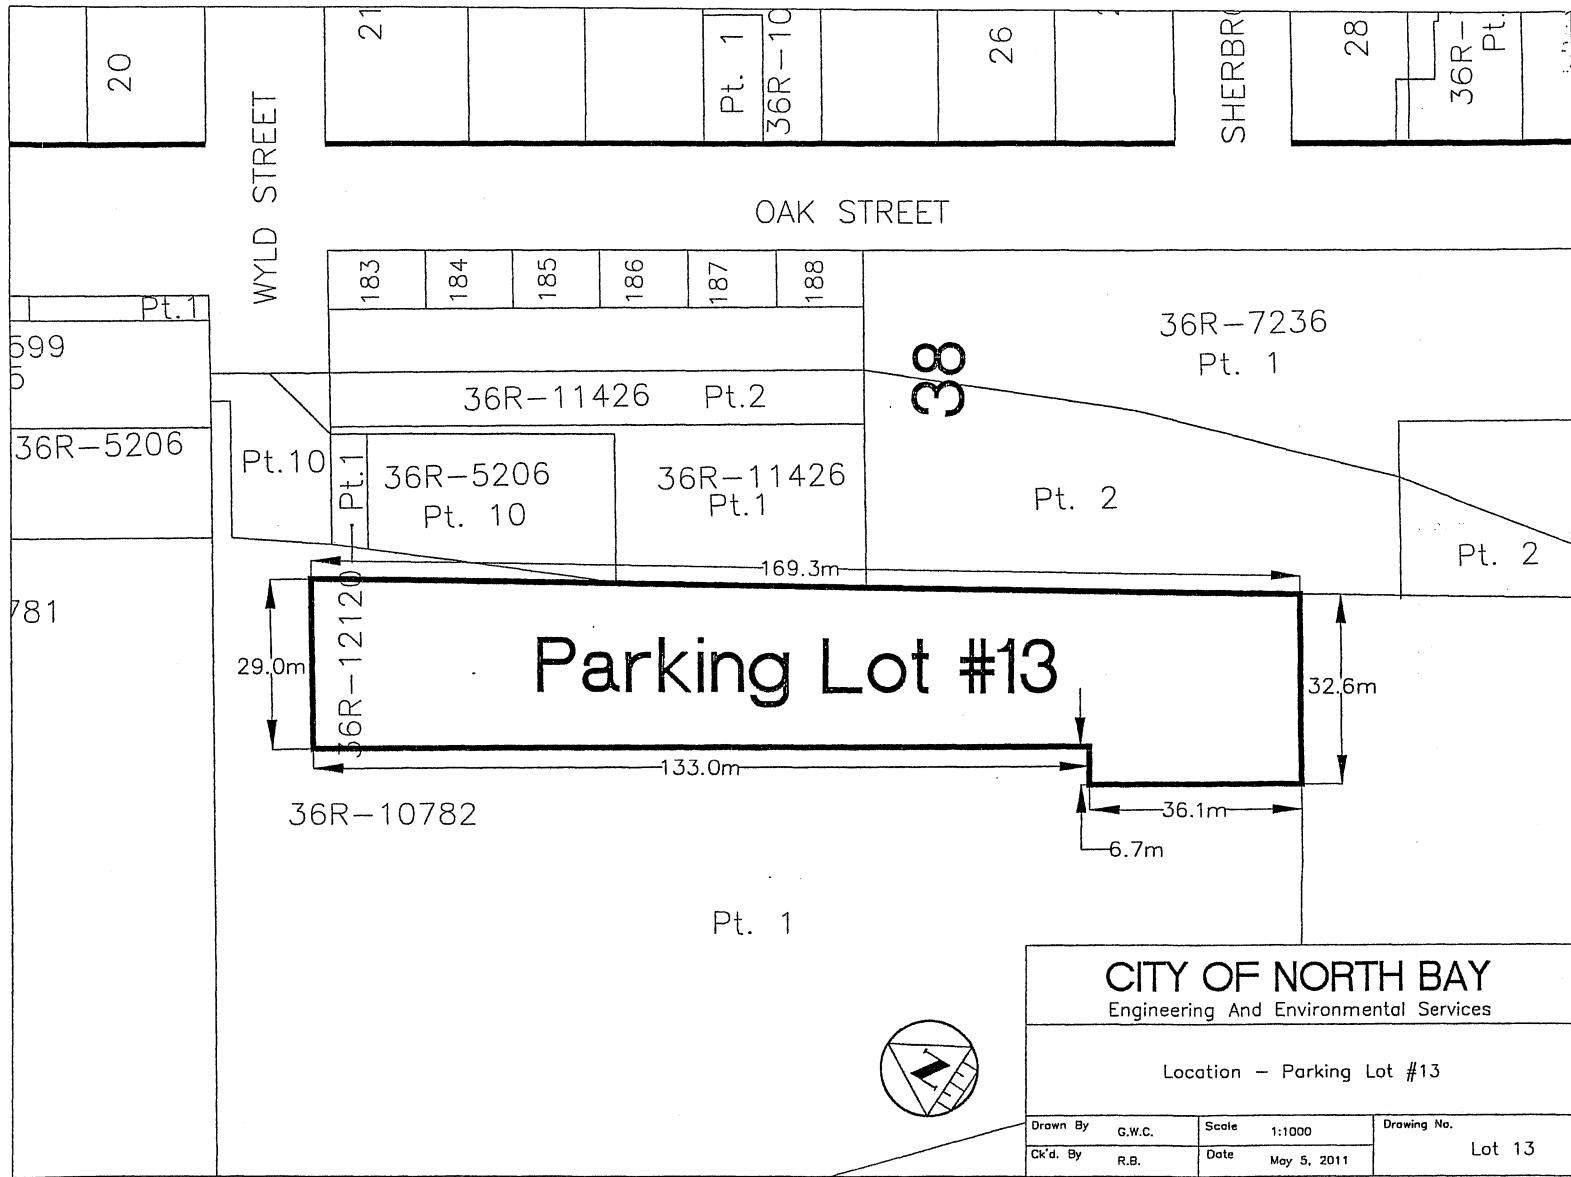 20
21
Pt. 1
36R-10
26
28
36R-
Pt.
WYLD STREET
SHERBR
OAK STREET
183
184
185
186
187
188
Pt.1
599
5
36R-7236
Pt. 1
38
36R-11426 Pt.2
36R-5206
Pt.10
Pt.1
36R-5206
Pt. 10
36R-11426
Pt.1
Pt. 2
Pt. 2
169.3m
781
36R-12120
29.0m
Parking Lot #13
32.6m
133.0m
36R-10782
36.1m
6.7m
Pt. 1
N
CITY OF NORTH BAY
Engineering And Environmental Services
Location - Parking Lot #13
Drawn By G.W.C.
Scale 1:1000
Drawing No.
Lot 13
Ck'd. By R.B.
Date May 5, 2011